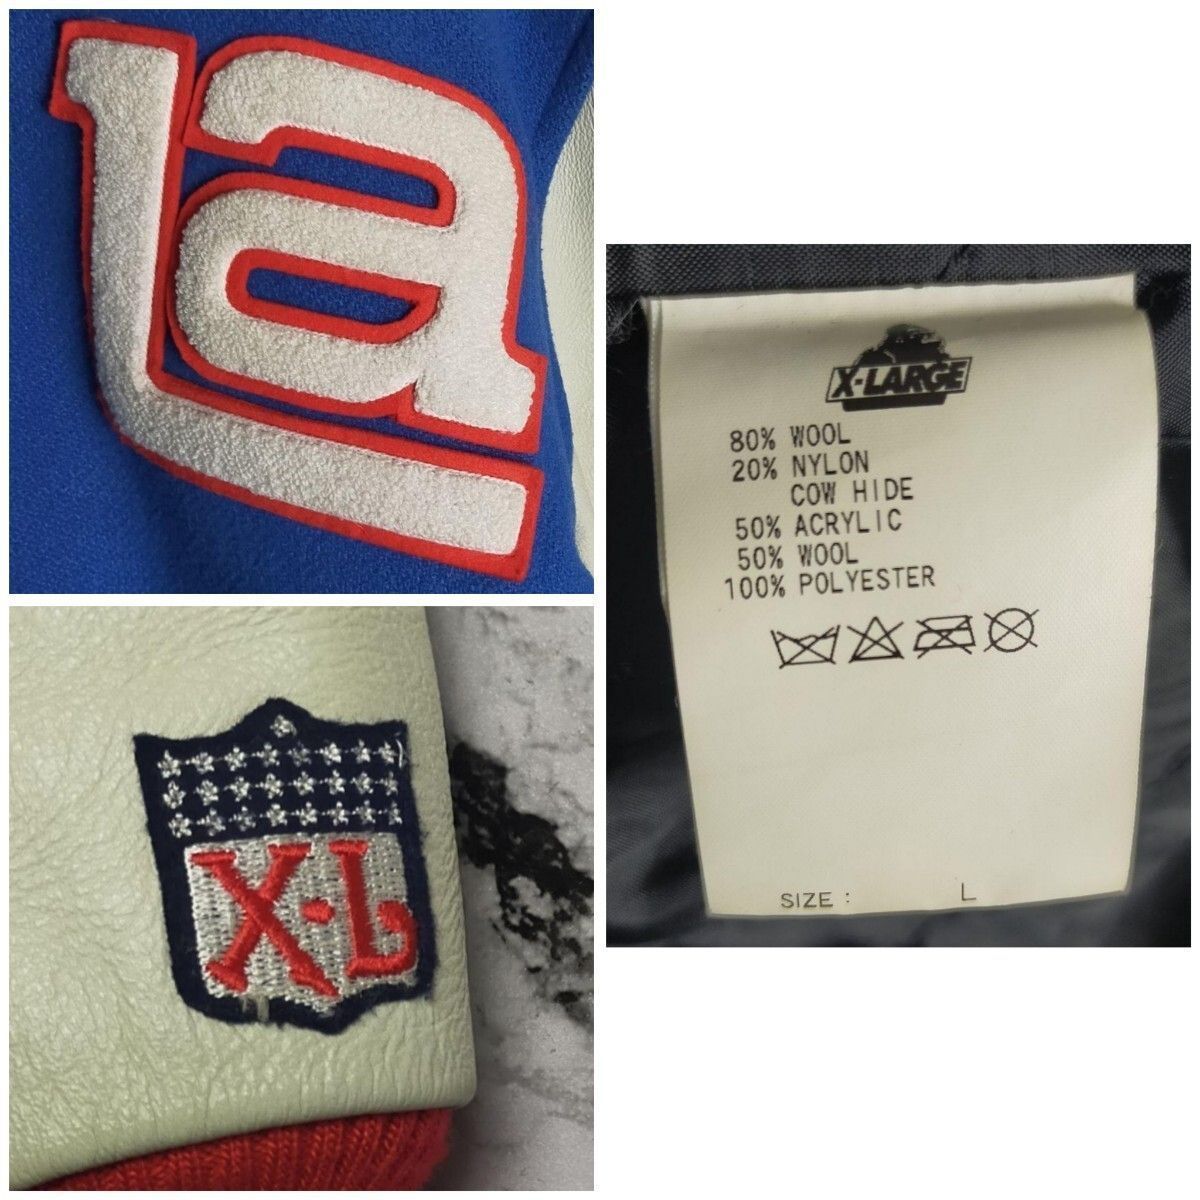 la
X-L
X-LARGE
80% WOOL
20% NYLON
COW HIDE
50% ACRYLIC
50% WOOL
100% POLYESTER
SIZE : L